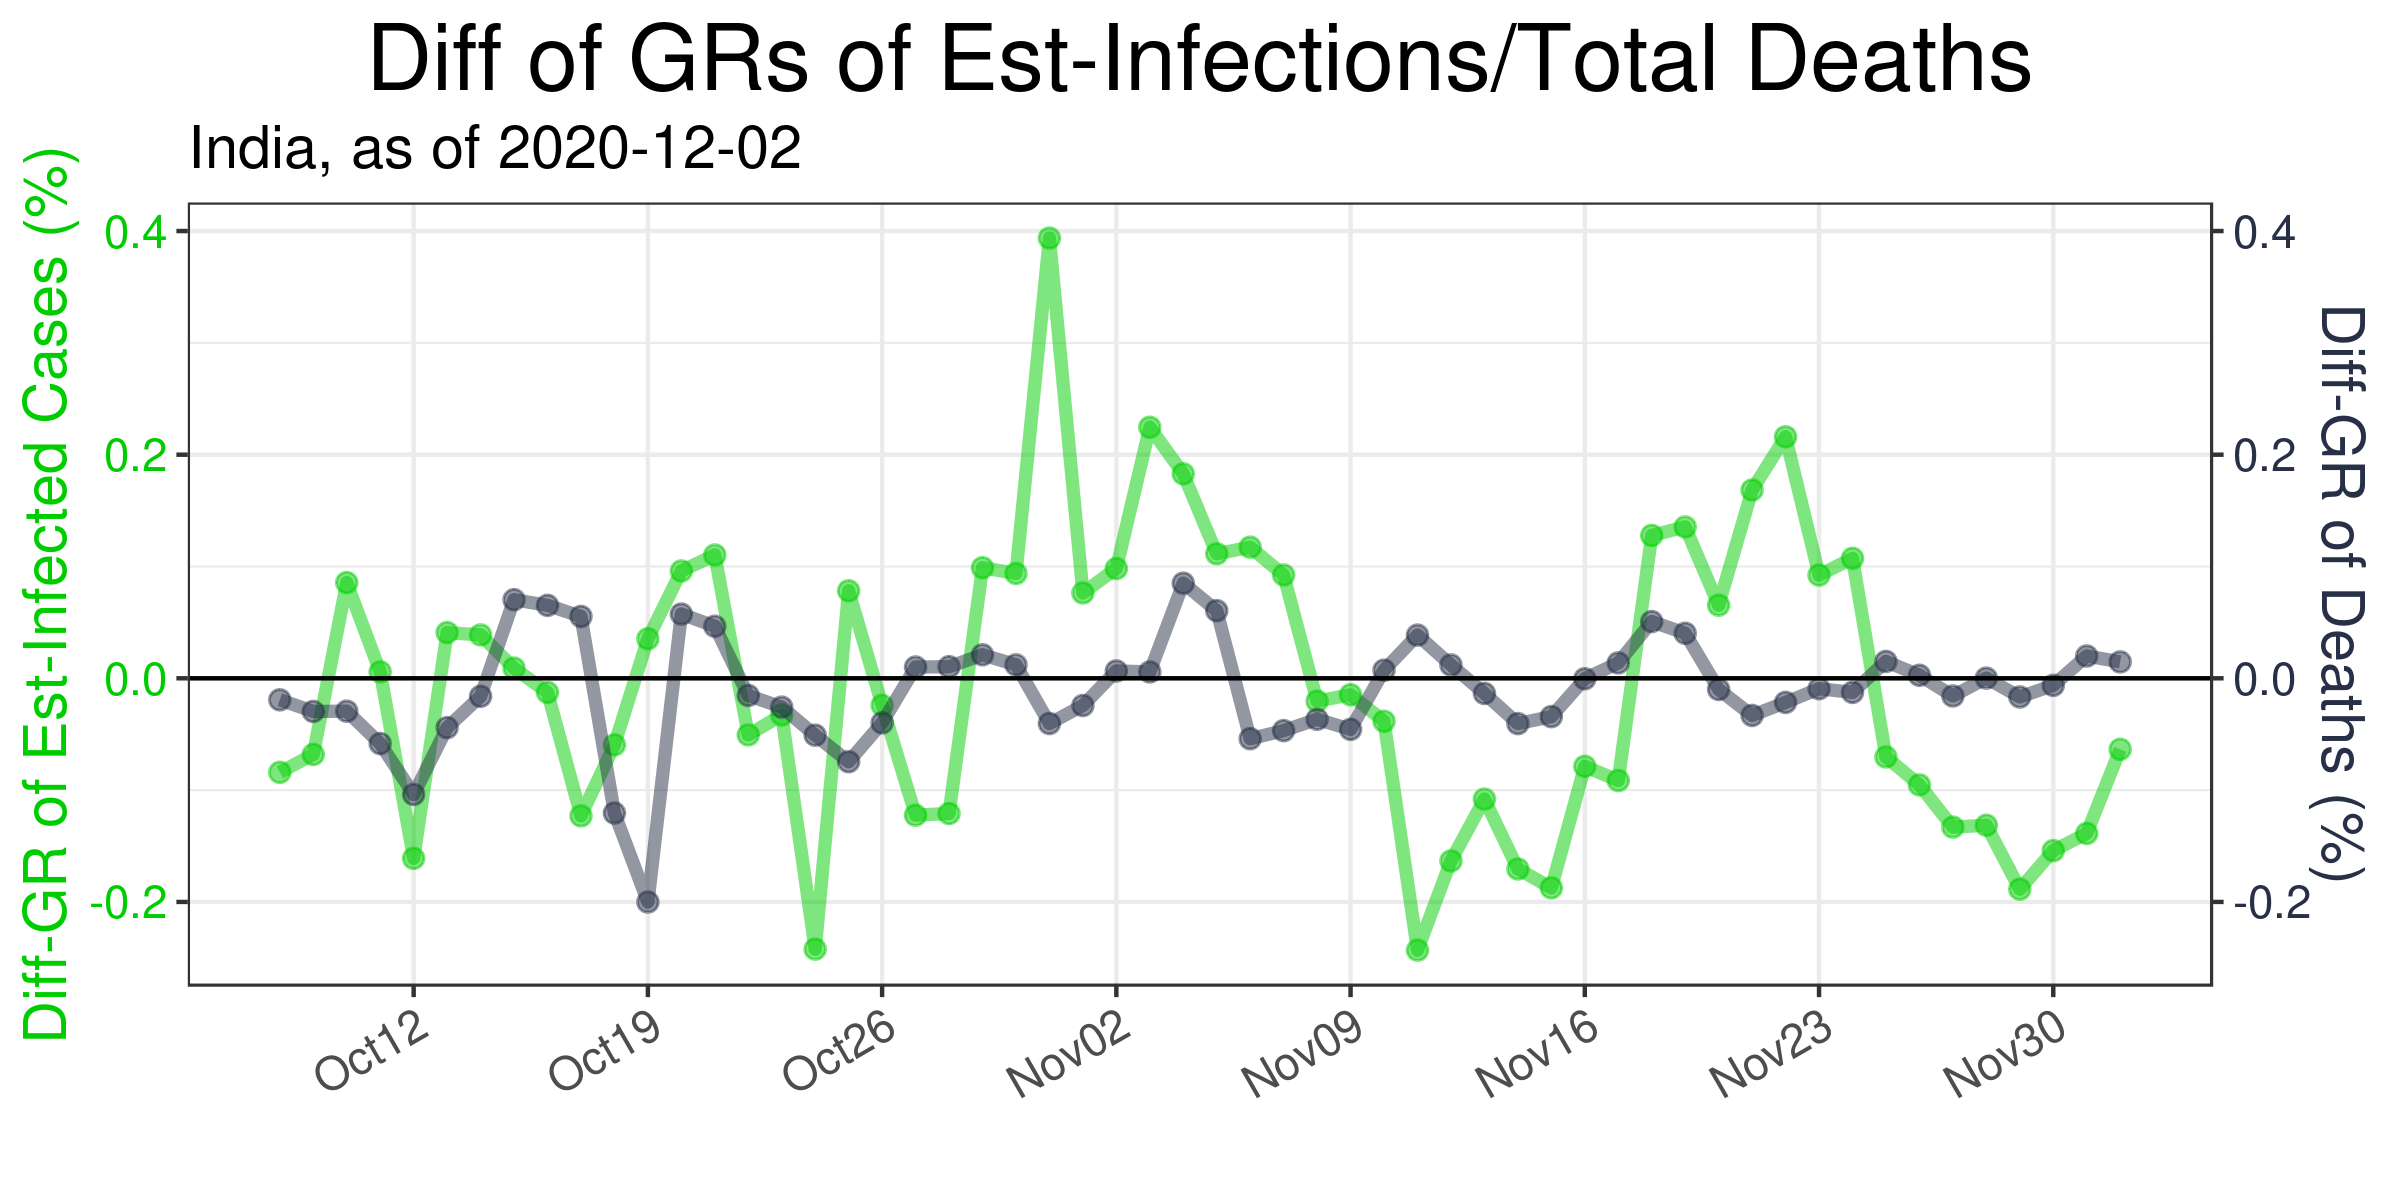 Diff of GRs of Est-Infections/Total Deaths
India, as of 2020-12-02
Diff-GR of Est-Infected Cases (%)
0.4
0.2
0.0
-0.2
0.4
0.2
0.0
-0.2
Diff-GR of Deaths (%)
Oct12
Oct19
Oct26
Nov02
Nov09
Nov16
Nov23
Nov30